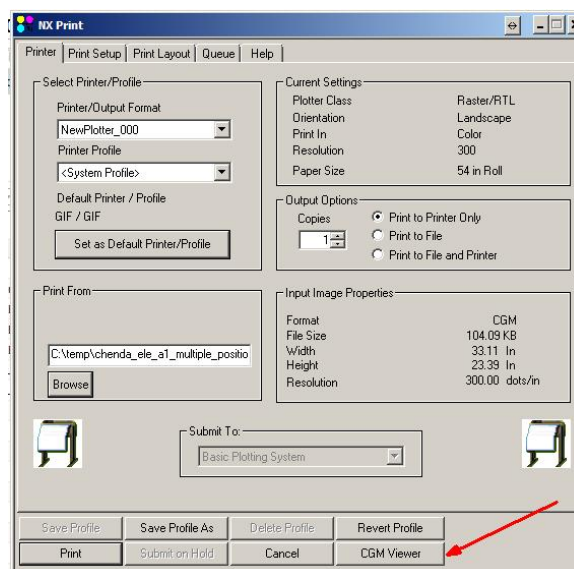 NX Print
Printer Print Setup Print Layout Queue Help
Select Printer/Profile
Printer/Output Format
NewPlotter_000
Printer Profile
<System Profile>
Default Printer / Profile
GIF / GIF
Set as Default Printer/Profile
Current Settings
Plotter Class Raster/RTL
Orientation Landscape
Print In Color
Resolution 300
Paper Size 54 in Roll
Output Options
Copies
1
Print to Printer Only
Print to File
Print to File and Printer
Print From
C:\temp\chenda_ele_a1_multiple_positio
Browse
Input Image Properties
Format CGM
File Size 104.09 KB
Width 33.11 In
Height 23.39 In
Resolution 300.00 dots/in
Submit To:
Basic Plotting System
Save Profile Save Profile As Delete Profile Revert Profile
Print Submit on Hold Cancel CGM Viewer